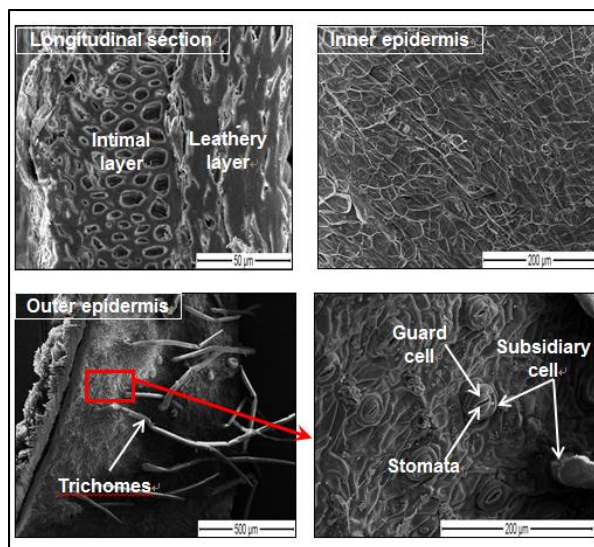 Longitudinal section
Intimal
layer
Leathery
layer
50 μm
Inner epidermis
200 μm
Outer epidermis
Trichomes
500 μm
Guard
cell
Subsidiary
cell
Stomata
200 μm